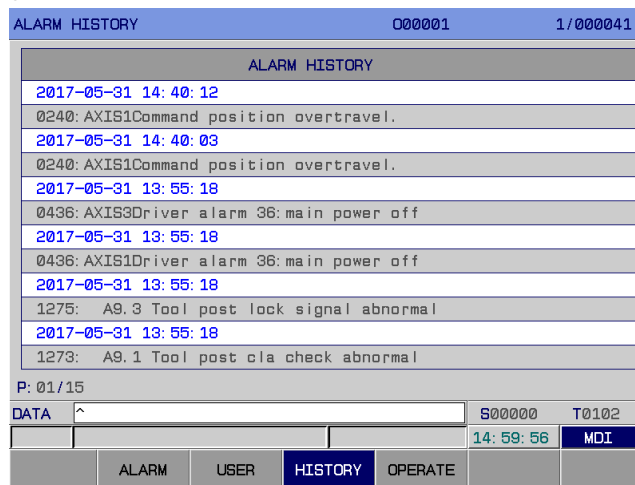 ALARM HISTORY O00001 1/000041
ALARM HISTORY
2017-05-31 14:40:12
0240: AXIS1Command position overtravel.
2017-05-31 14:40:03
0240: AXIS1Command position overtravel.
2017-05-31 13:55:18
0436: AXIS3Driver alarm 36: main power off
2017-05-31 13:55:18
0436: AXIS1Driver alarm 36: main power off
2017-05-31 13:55:18
1275: A9.3 Tool post lock signal abnormal
2017-05-31 13:55:18
1273: A9.1 Tool post cla check abnormal
P: 01/15
DATA ^ S00000 T0102
14:59:56 MDI
ALARM USER HISTORY OPERATE